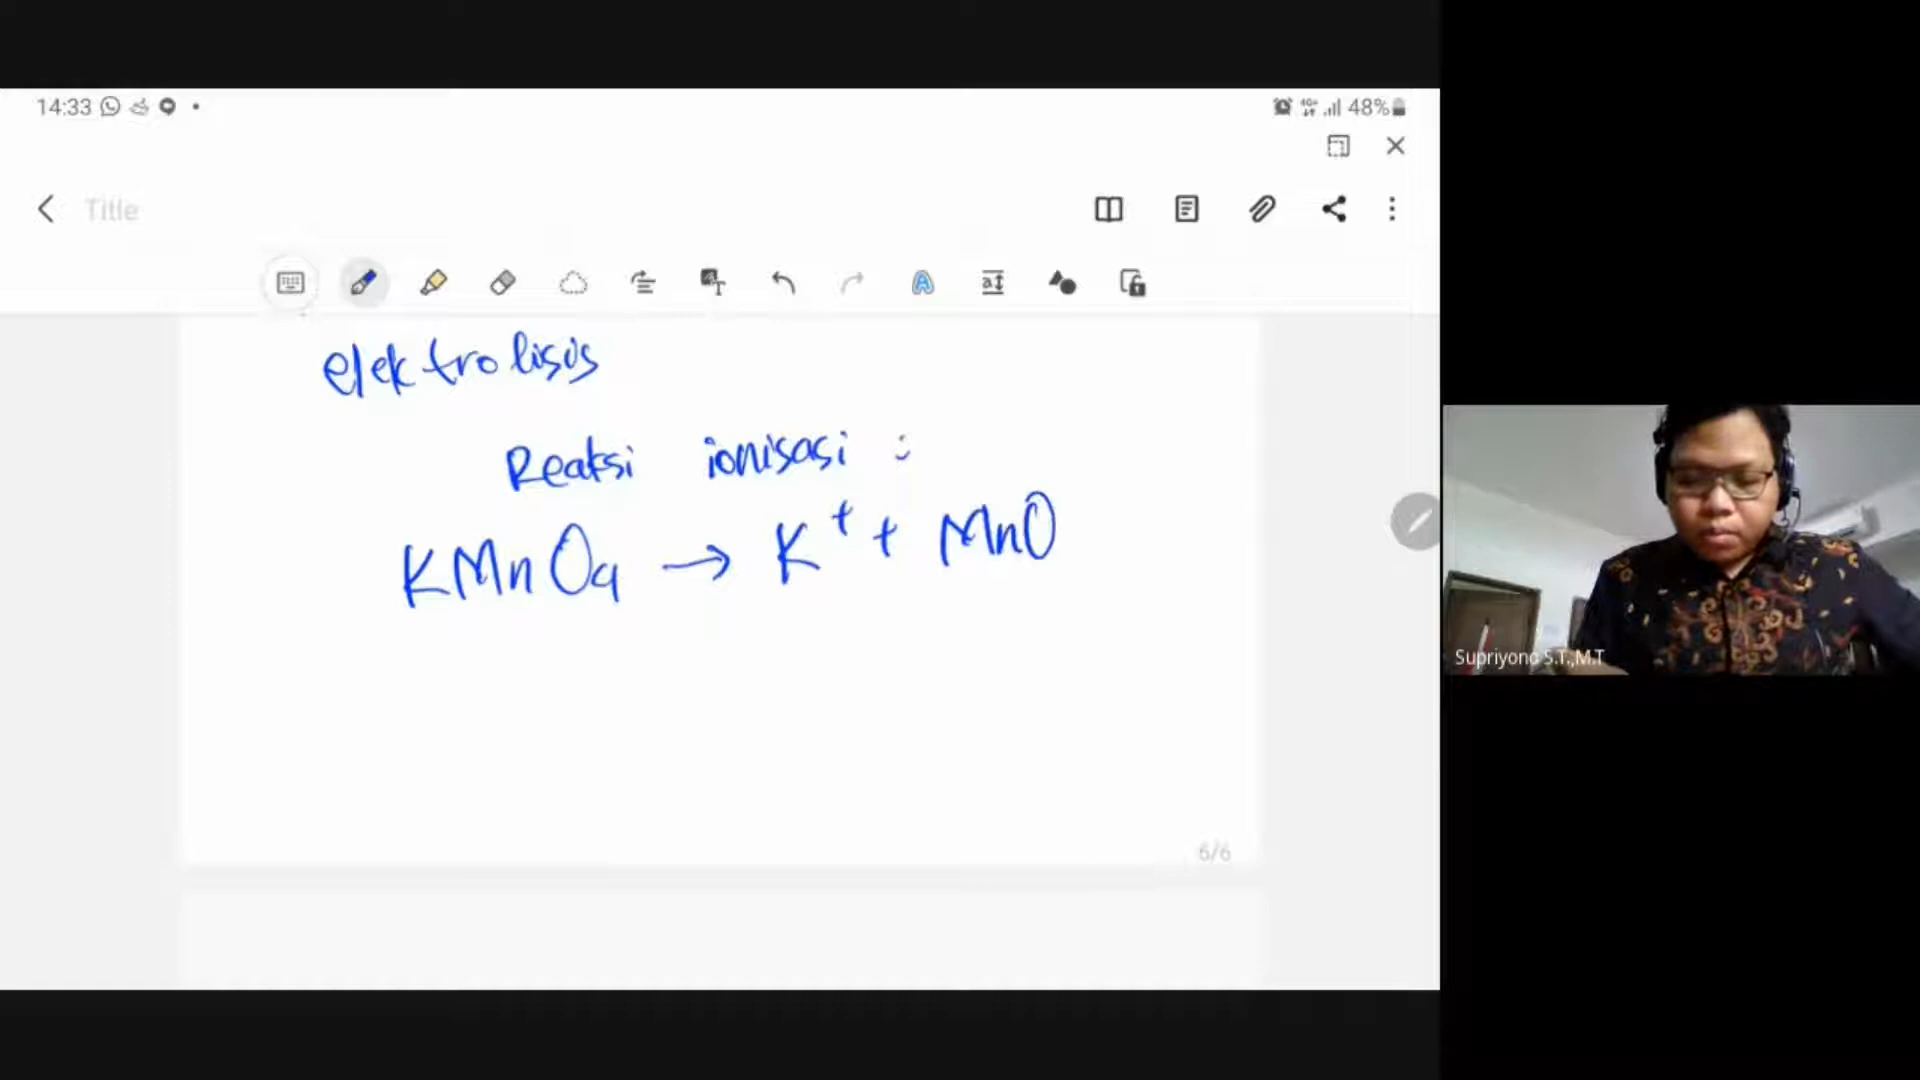 14:33
48%
Title
elektrolisis
Reaksi ionisasi :
KMnO4 → K⁺ + MnO
6/6
Supriyono S.T.,M.T